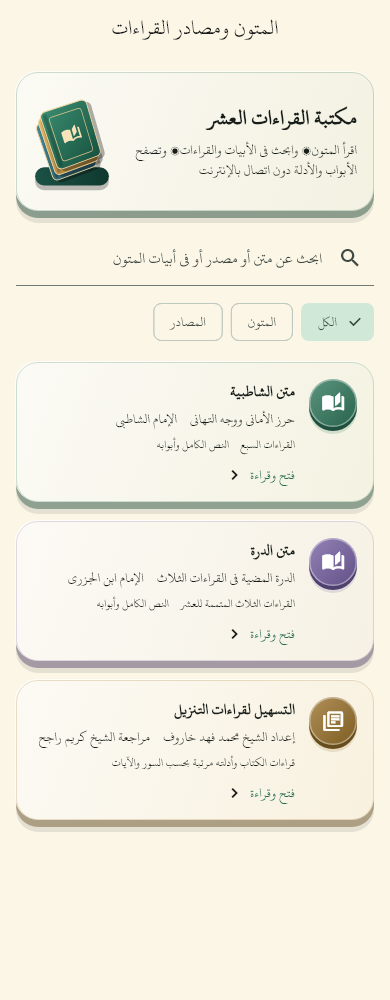 المتون ومصادر القراءات
مكتبة القراءات العشر
اقرأ المتون◉ وابحث في الأبيات والقراءات◉ وتصفح
الأبواب والأدلة دون اتصال بالإنترنت
ابحث عن متن أو مصدر أو في أبيات المتون
الكل
المتون
المصادر
متن الشاطبية
حرز الأماني ووجه التهاني الإمام الشاطبي
القراءات السبع النص الكامل وأبوابه
فتح وقراءة
متن الدرة
الدرة المضية في القراءات الثلاث الإمام ابن الجزري
القراءات الثلاث المتممة للعشر النص الكامل وأبوابه
فتح وقراءة
التسهيل لقراءات التنزيل
إعداد الشيخ محمد فهد خاروف مراجعة الشيخ كريم راجح
قراءات الكتاب وأدلته مرتبة بحسب السور والآيات
فتح وقراءة